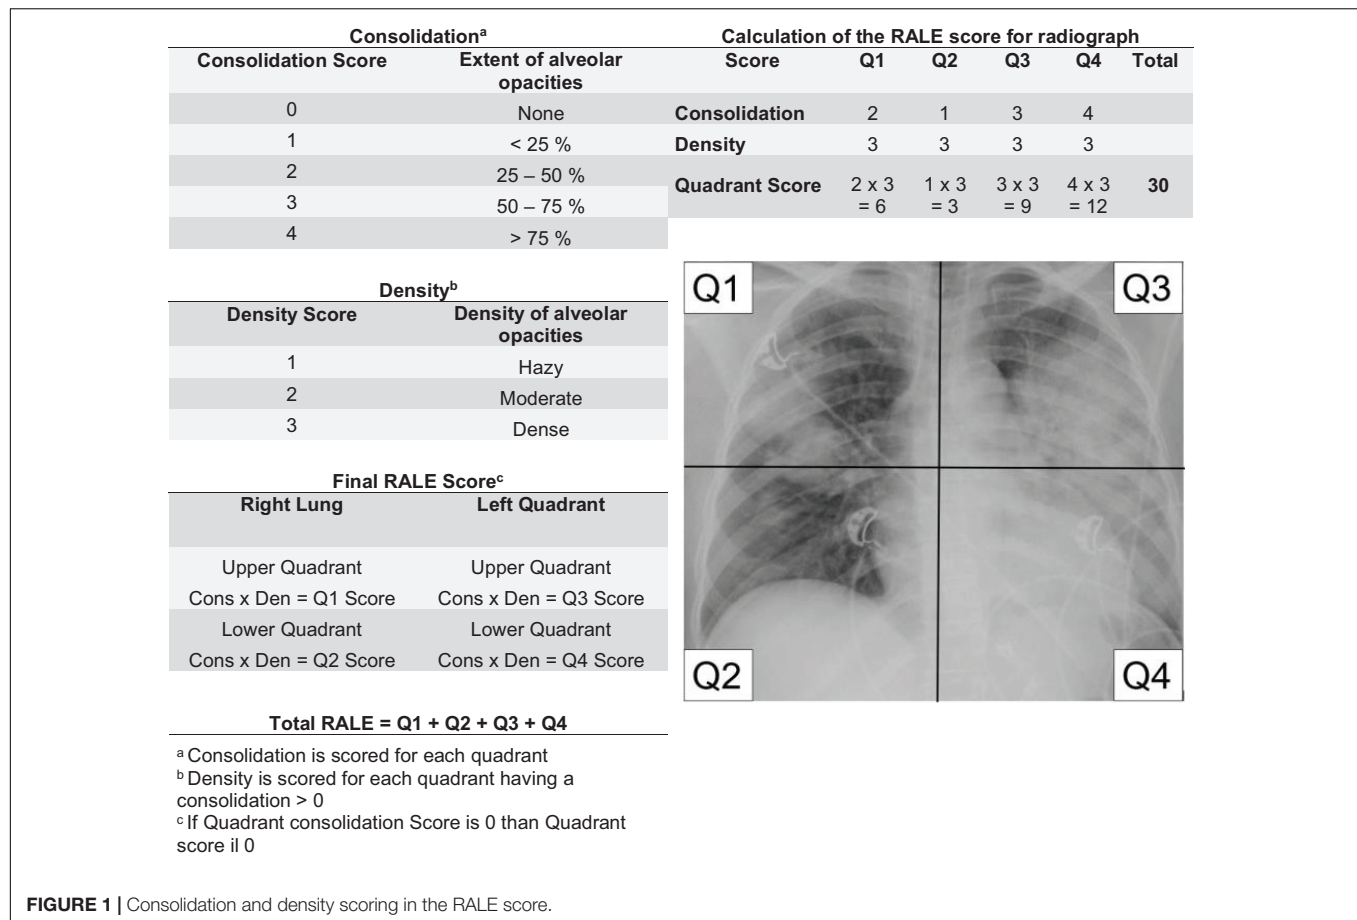 Consolidationa
Consolidation Score Extent of alveolar opacities
0 None
1 < 25 %
2 25 – 50 %
3 50 – 75 %
4 > 75 %
Densityb
Density Score Density of alveolar opacities
1 Hazy
2 Moderate
3 Dense
Final RALE Scorec
Right Lung Left Quadrant
Upper Quadrant Upper Quadrant
Cons x Den = Q1 Score Cons x Den = Q3 Score
Lower Quadrant Lower Quadrant
Cons x Den = Q2 Score Cons x Den = Q4 Score
Total RALE = Q1 + Q2 + Q3 + Q4
a Consolidation is scored for each quadrant
b Density is scored for each quadrant having a
consolidation > 0
c If Quadrant consolidation Score is 0 than Quadrant
score il 0
Calculation of the RALE score for radiograph
Score Q1 Q2 Q3 Q4 Total
Consolidation 2 1 3 4
Density 3 3 3 3
Quadrant Score 2 x 3 1 x 3 3 x 3 4 x 3 30
= 6 = 3 = 9 = 12
Q1 Q3
Q2 Q4
FIGURE 1 | Consolidation and density scoring in the RALE score.